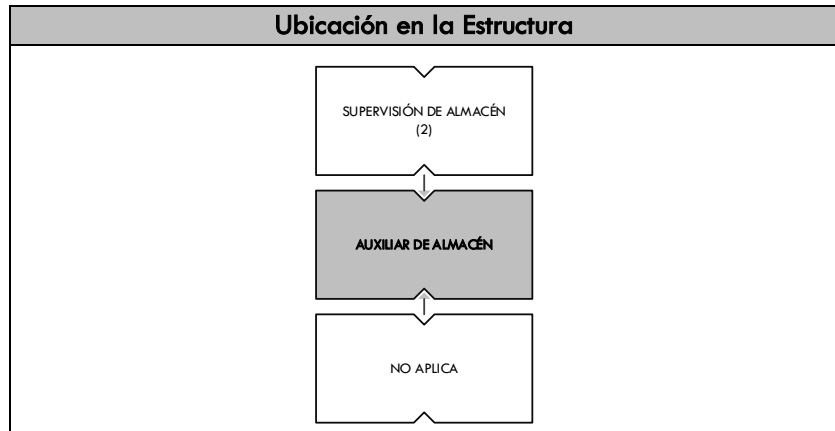 Ubicación en la Estructura
SUPERVISIÓN DE ALMACÉN
(2)
AUXILIAR DE ALMACÉN
NO APLICA